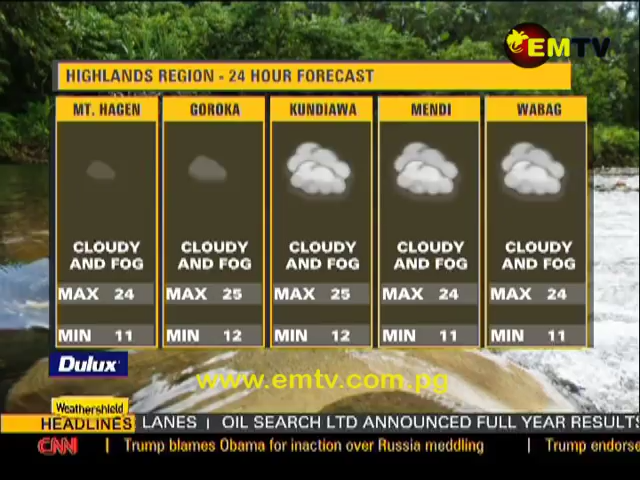 EMTV
HIGHLANDS REGION - 24 HOUR FORECAST
MT. HAGEN
CLOUDY
AND FOG
MAX 24
MIN 11
GOROKA
CLOUDY
AND FOG
MAX 25
MIN 12
KUNDIAWA
CLOUDY
AND FOG
MAX 25
MIN 12
MENDI
CLOUDY
AND FOG
MAX 24
MIN 11
WABAG
CLOUDY
AND FOG
MAX 24
MIN 11
Dulux
www.emtv.com.pg
Weathershield
HEADLINES LANES | OIL SEARCH LTD ANNOUNCED FULL YEAR RESULTS
CNN | Trump blames Obama for inaction over Russia meddling | Trump endorse